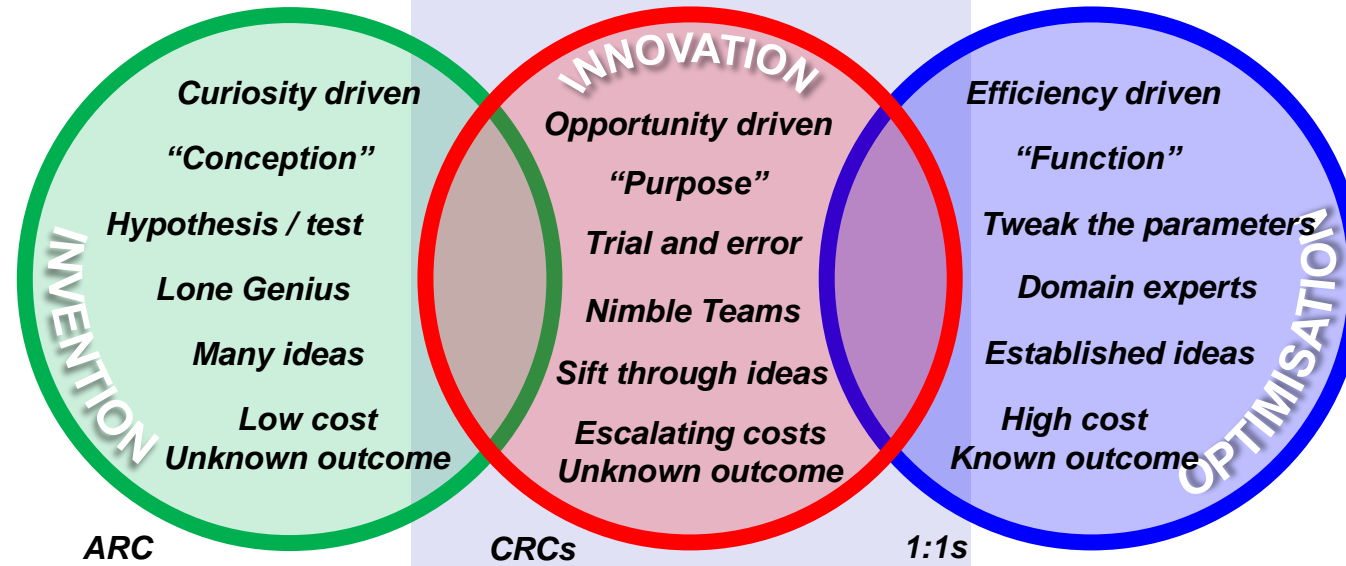 INVENTION
Curiosity driven
“Conception”
Hypothesis / test
Lone Genius
Many ideas
Low cost
Unknown outcome
ARC
INNOVATION
Opportunity driven
“Purpose”
Trial and error
Nimble Teams
Sift through ideas
Escalating costs
Unknown outcome
CRCs
OPTIMISATION
Efficiency driven
“Function”
Tweak the parameters
Domain experts
Established ideas
High cost
Known outcome
1:1s